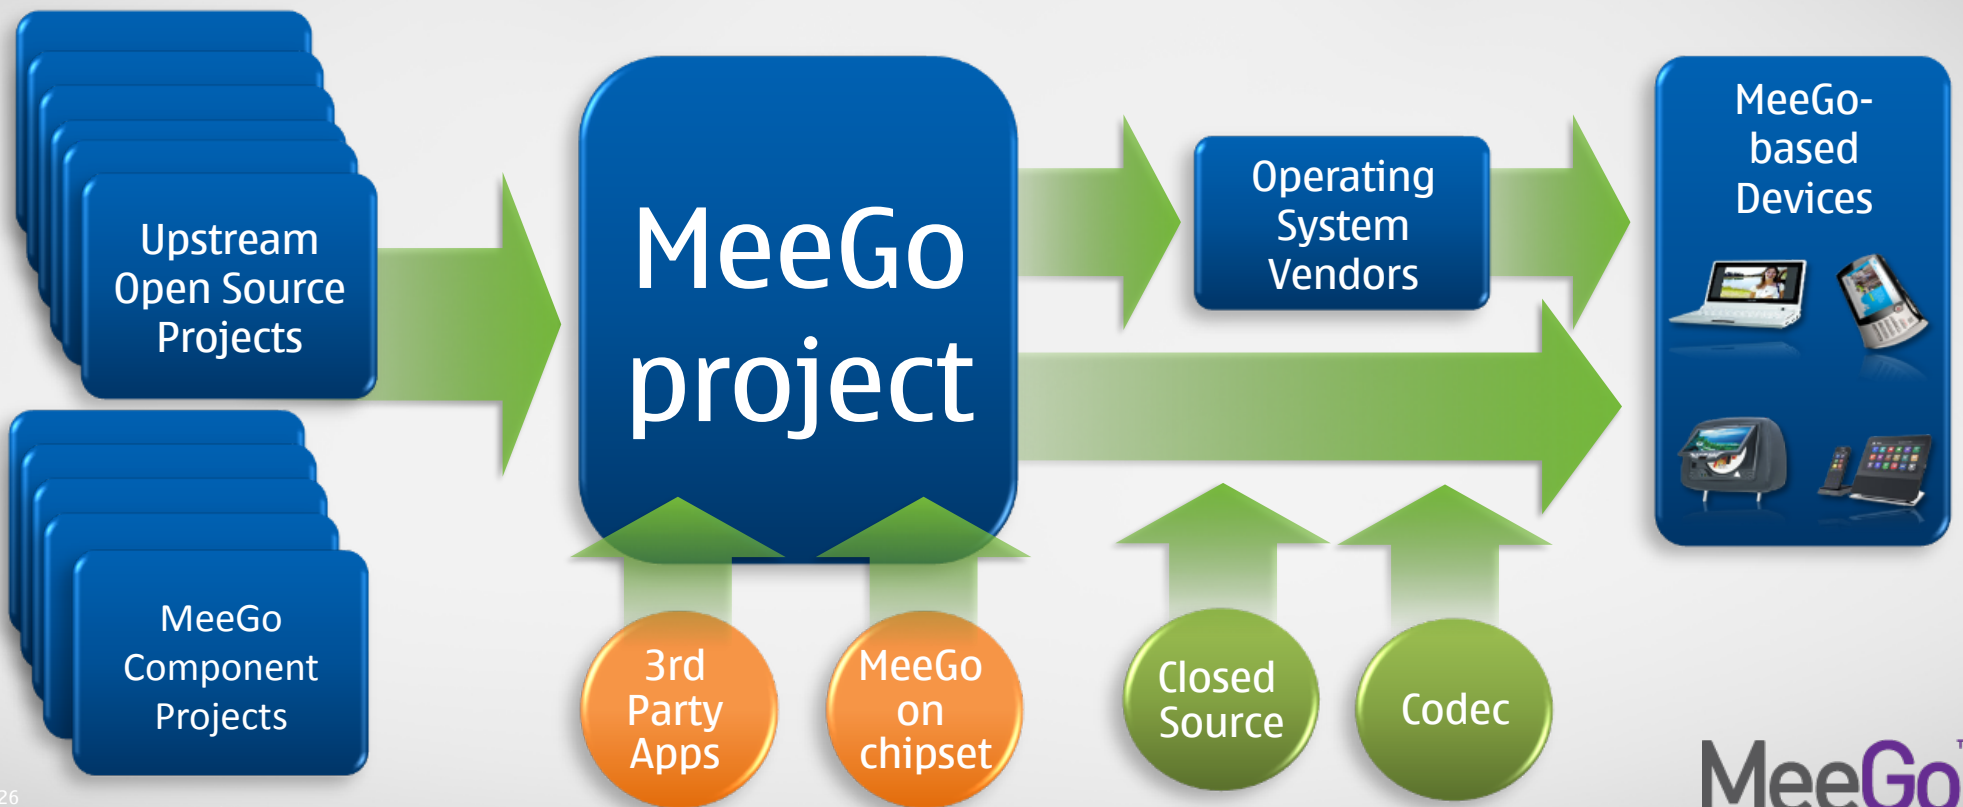 Upstream
Open Source
Projects
MeeGo
Component
Projects
MeeGo
project
3rd
Party
Apps
MeeGo
on
chipset
Operating
System
Vendors
Closed
Source
Codec
MeeGo-
based
Devices
26
MeeGo™